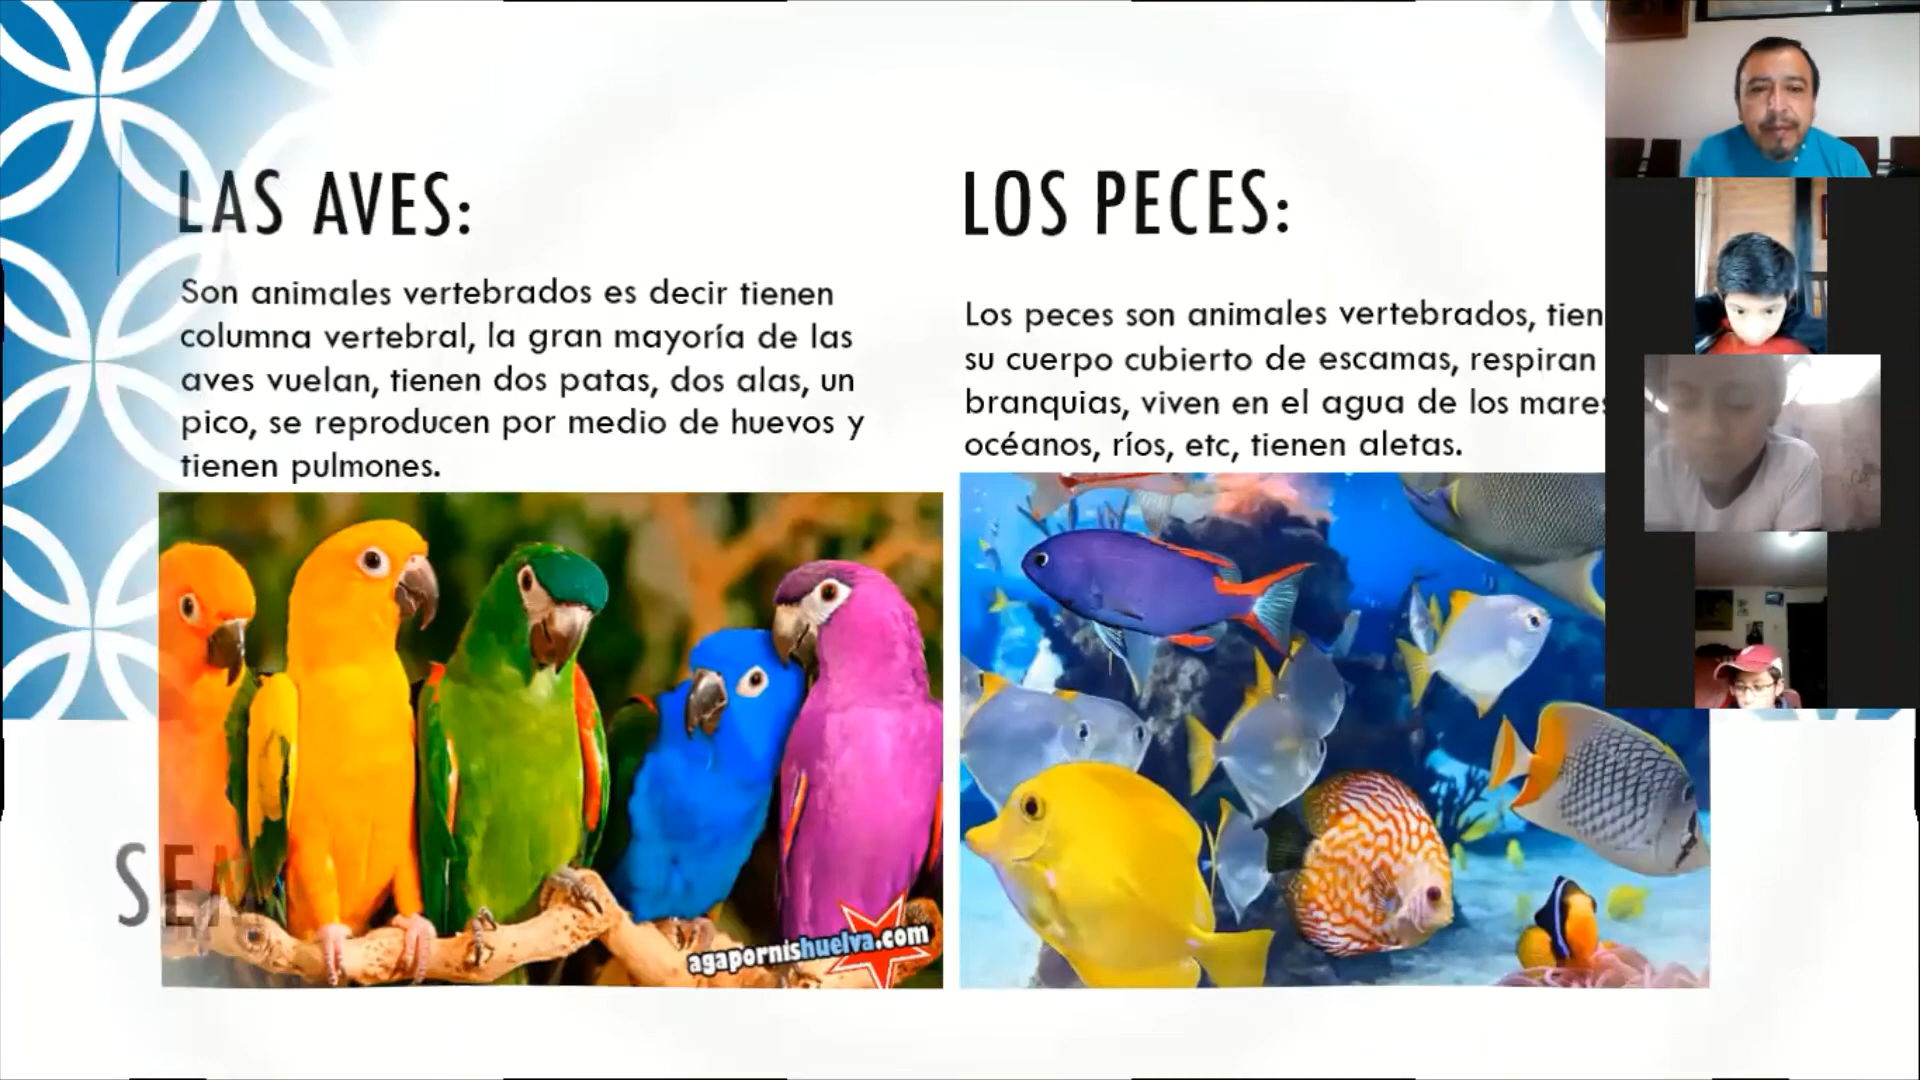 LAS AVES:
Son animales vertebrados es decir tienen
columna vertebral, la gran mayoría de las
aves vuelan, tienen dos patas, dos alas, un
pico, se reproducen por medio de huevos y
tienen pulmones.
LOS PECES:
Los peces son animales vertebrados, tien
su cuerpo cubierto de escamas, respiran
branquias, viven en el agua de los mares
océanos, ríos, etc, tienen aletas.
SEN
agapornishuelva.com